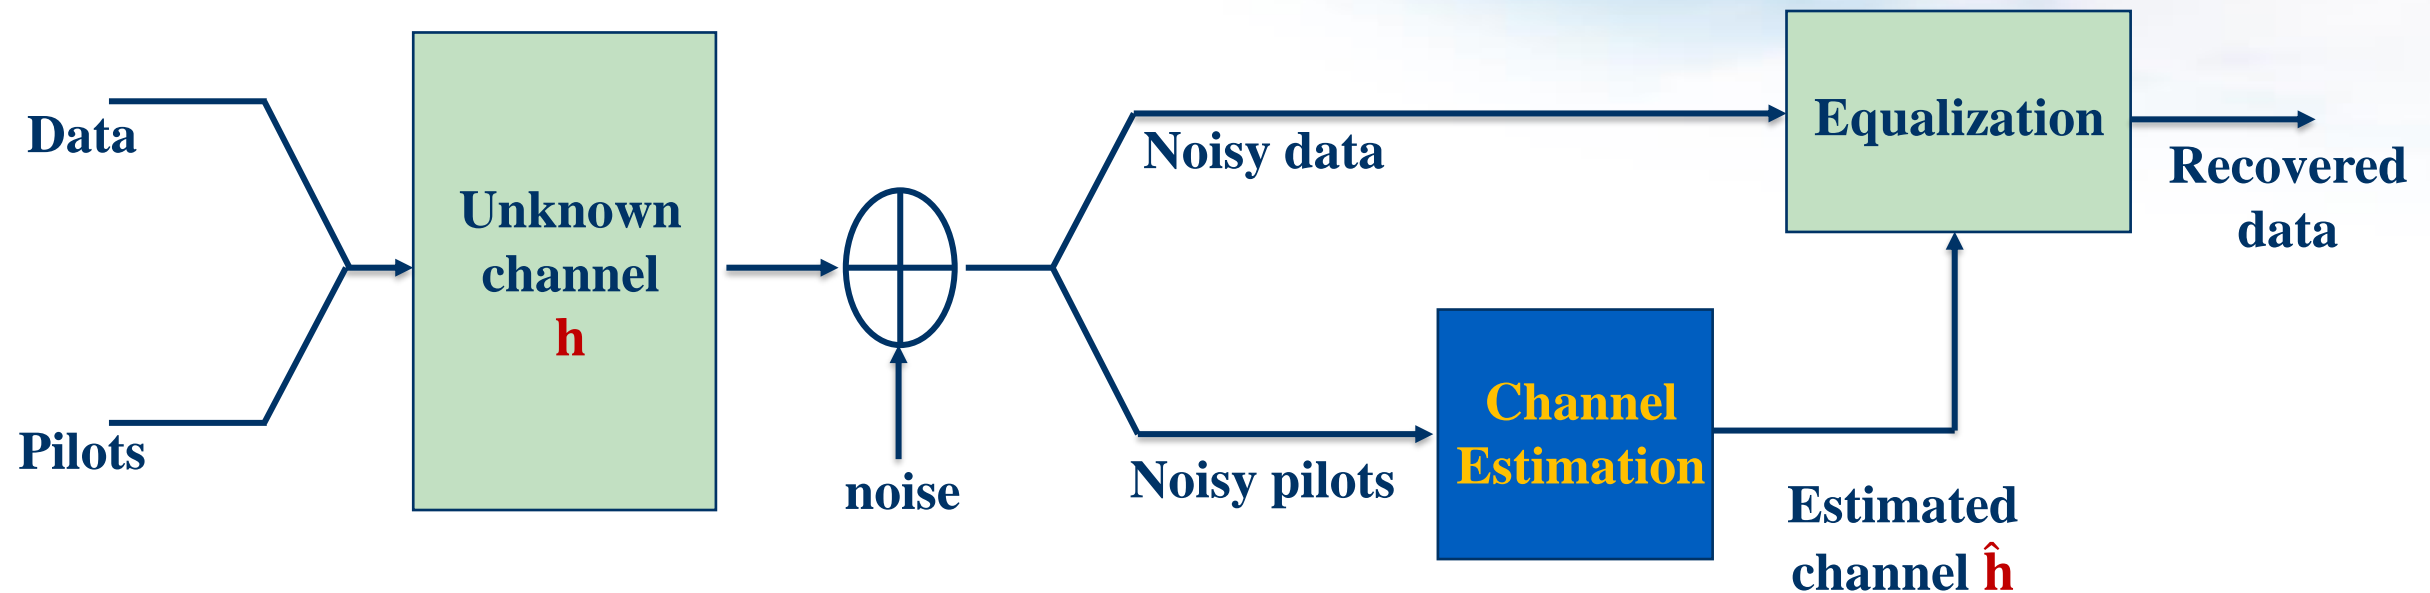 Data
Pilots
Unknown
channel
h
noise
Noisy data
Noisy pilots
Channel
Estimation
Estimated
channel ĥ
Equalization
Recovered
data